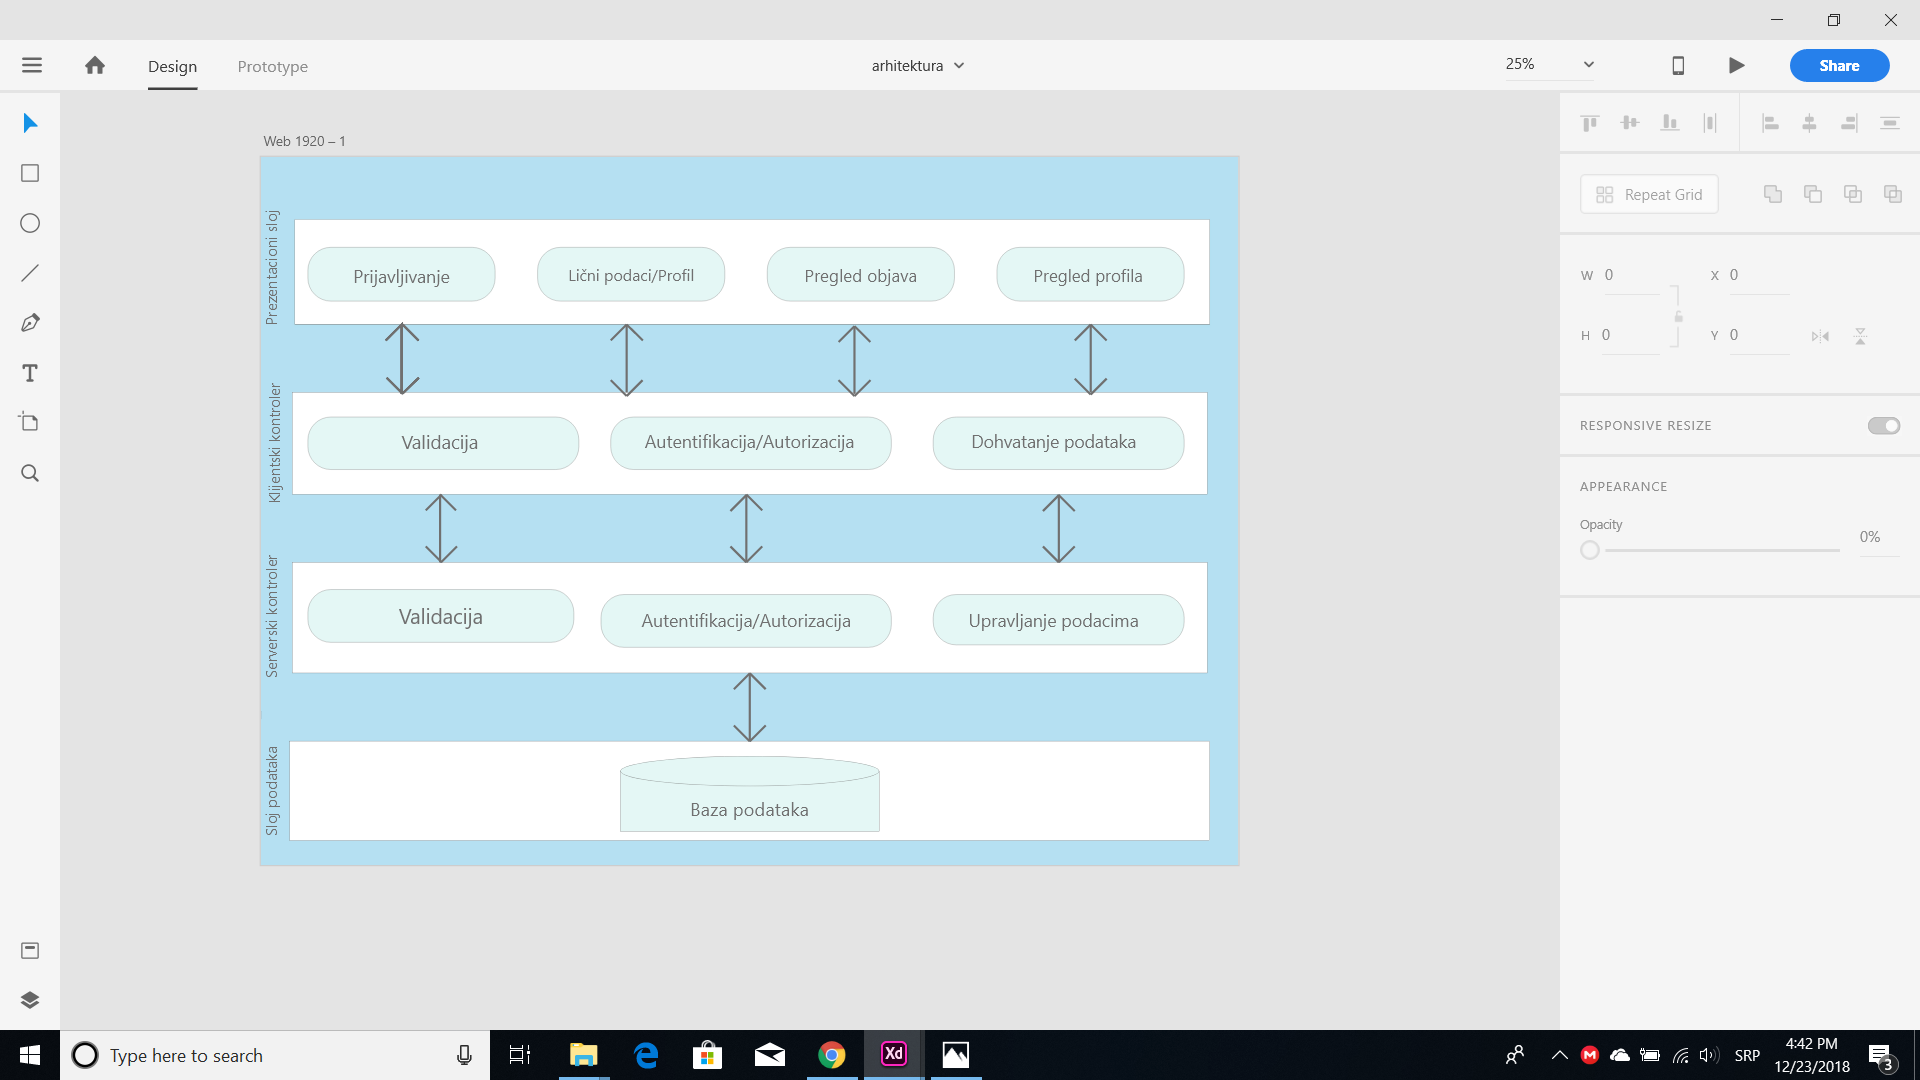 Design
Prototype
arhitektura
25%
Share
Web 1920 – 1
Prezentacioni sloj
Prijavljivanje
Lični podaci/Profil
Pregled objava
Pregled profila
Klijentski kontroler
Validacija
Autentifikacija/Autorizacija
Dohvatanje podataka
Serverski kontroler
Validacija
Autentifikacija/Autorizacija
Upravljanje podacima
Sloj podataka
Baza podataka
Repeat Grid
W 0
X 0
H 0
Y 0
RESPONSIVE RESIZE
APPEARANCE
Opacity
0%
Type here to search
Xd
M
SRP
4:42 PM
12/23/2018
3